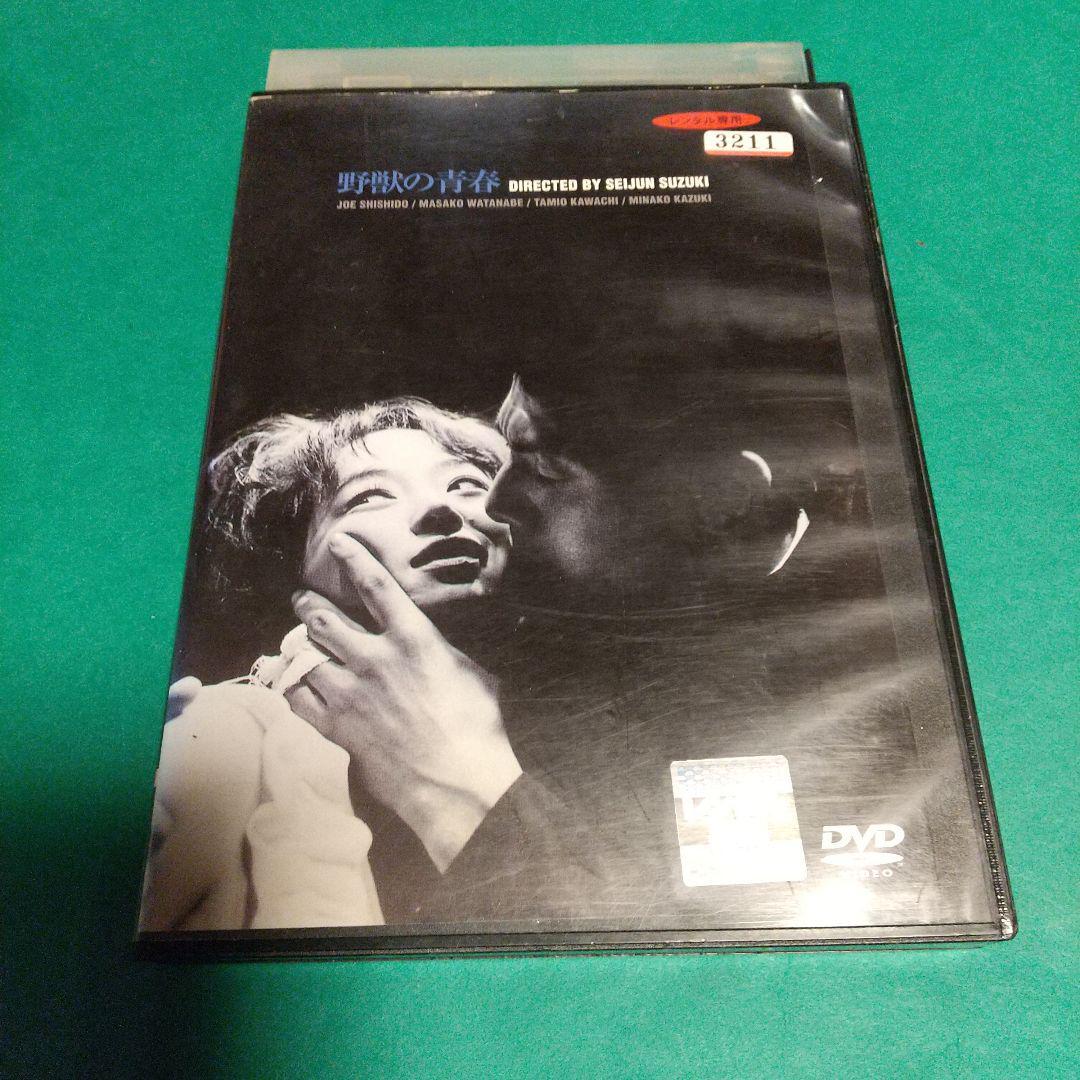 レンタル専用
3211
野獣の青春 DIRECTED BY SEIJUN SUZUKI
JOE SHISHIDO / MASAKO WATANABE / TAMIO KAWACHI / MINAKO KAZUKI
DVD
VIDEO